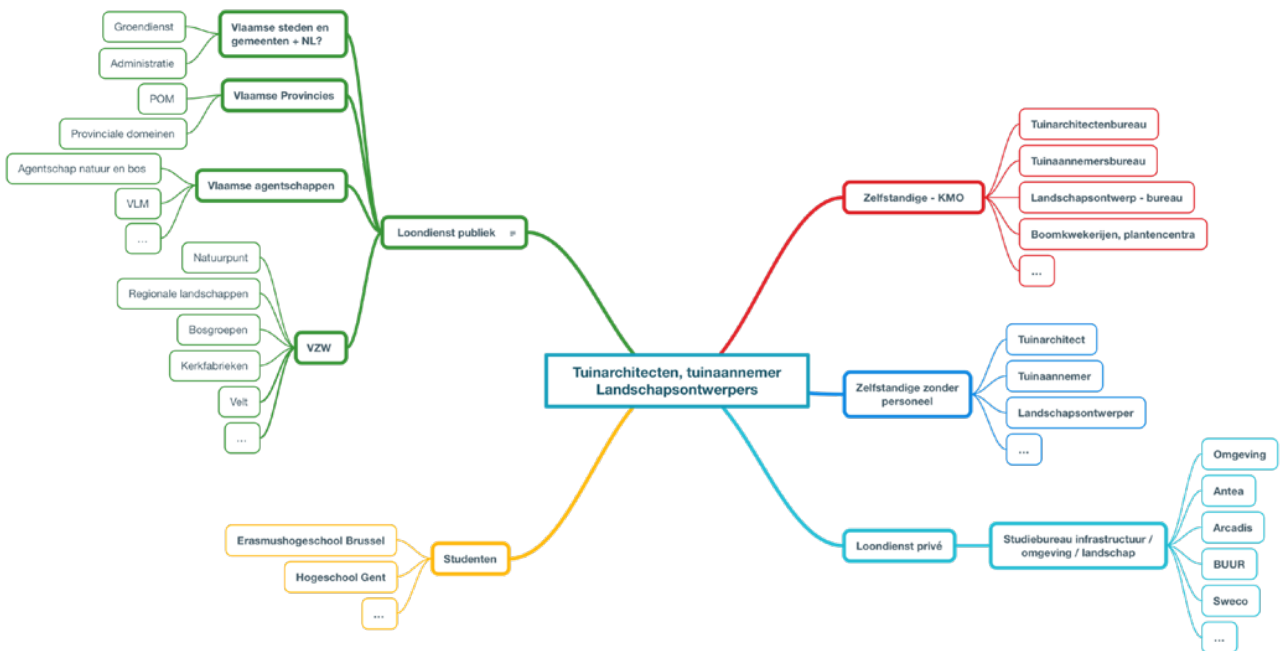 Tuinarchitecten, tuinaannemer
Landschapsontwerpers
Loondienst publiek
Vlaamse steden en
gemeenten + NL?
Groendienst
Administratie
Vlaamse Provincies
POM
Provinciale domeinen
Vlaamse agentschappen
Agentschap natuur en bos
VLM
...
VZW
Natuurpunt
Regionale landschappen
Bosgroepen
Kerkfabrieken
Velt
...
Studenten
Erasmushogeschool Brussel
Hogeschool Gent
...
Zelfstandige - KMO
Tuinarchitectenbureau
Tuinaannemersbureau
Landschapsontwerp - bureau
Boomkwekerijen, plantencentra
...
Zelfstandige zonder
personeel
Tuinarchitect
Tuinaannemer
Landschapsontwerper
...
Loondienst privé
Studiebureau infrastructuur /
omgeving / landschap
Omgeving
Antea
Arcadis
BUUR
Sweco
...